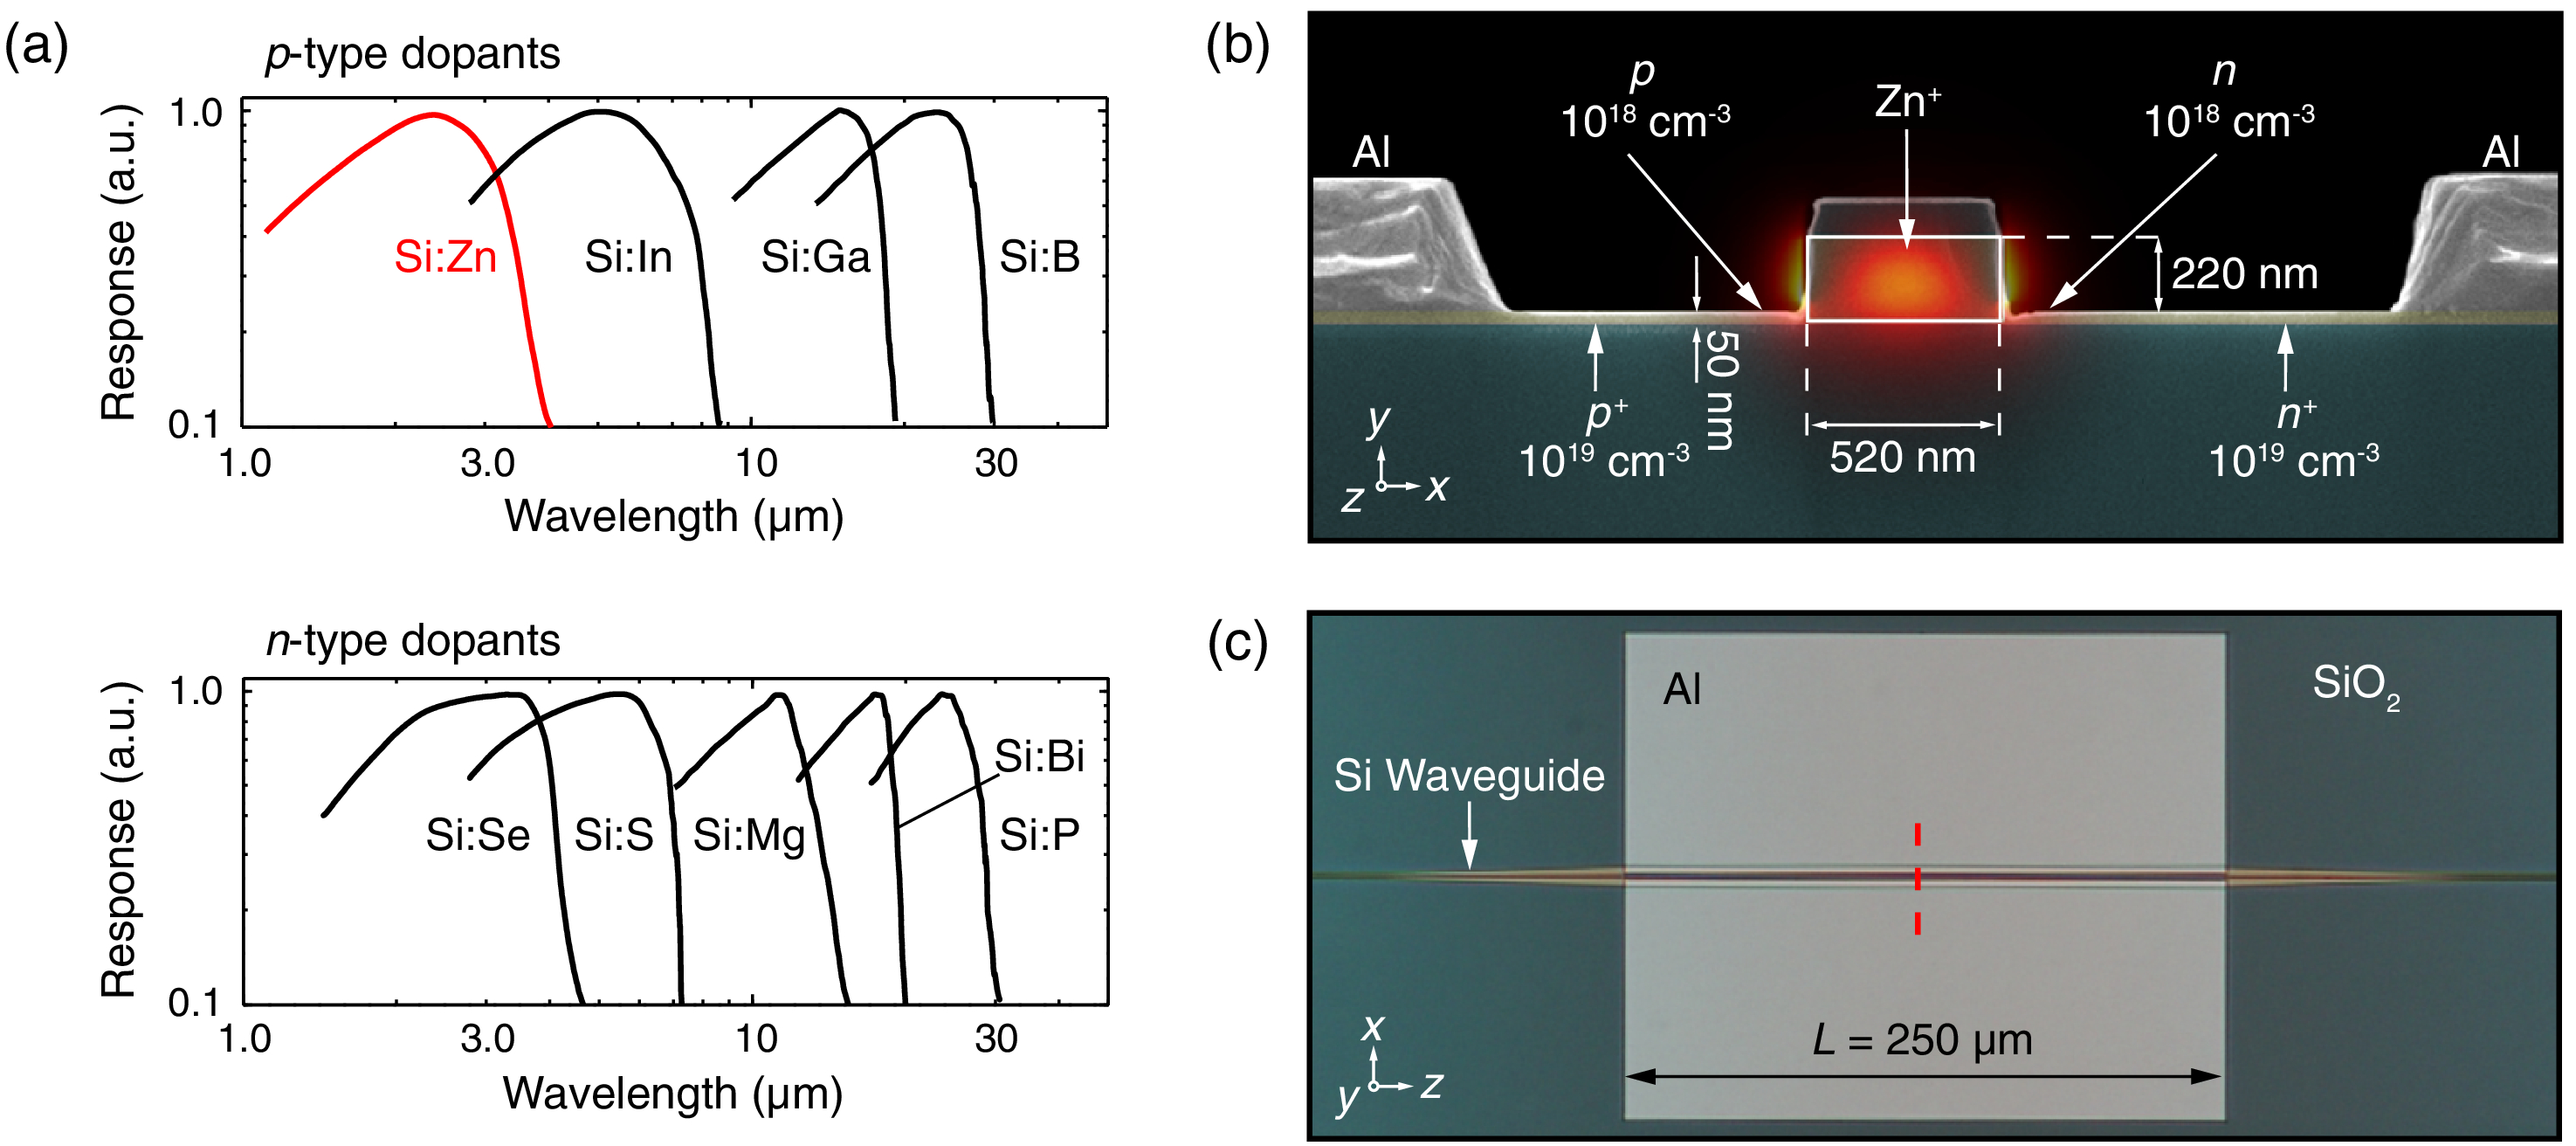 (a)
p-type dopants
1.0
0.1
Response (a.u.)
Si:Zn
Si:In
Si:Ga
Si:B
1.0
3.0
10
30
Wavelength (µm)
n-type dopants
1.0
0.1
Response (a.u.)
Si:Se
Si:S
Si:Mg
Si:Bi
Si:P
1.0
3.0
10
30
Wavelength (µm)
(b)
p
10¹⁸ cm⁻³
Zn⁺
n
10¹⁸ cm⁻³
Al
Al
220 nm
50 nm
520 nm
p⁺
10¹⁹ cm⁻³
n⁺
10¹⁹ cm⁻³
y
z
x
(c)
Al
SiO₂
Si Waveguide
L = 250 µm
x
y
z